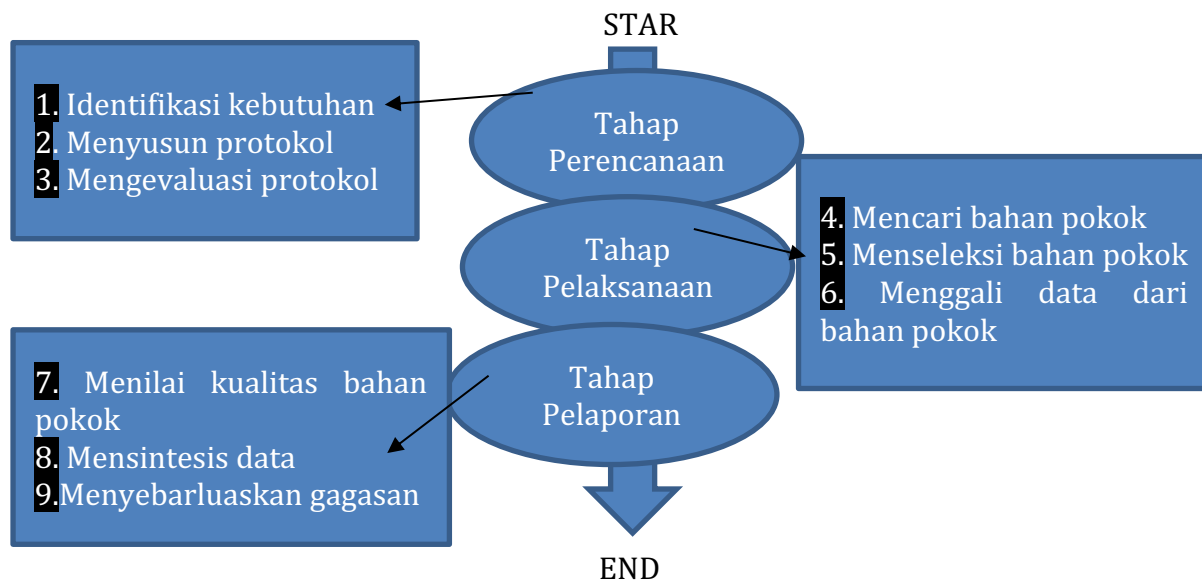 STAR
1. Identifikasi kebutuhan
2. Menyusun protokol
3. Mengevaluasi protokol
Tahap
Perencanaan
4. Mencari bahan pokok
5. Menseleksi bahan pokok
6. Menggali data dari
bahan pokok
Tahap
Pelaksanaan
7. Menilai kualitas bahan
pokok
8. Mensintesis data
9.Menyebarluaskan gagasan
Tahap
Pelaporan
END